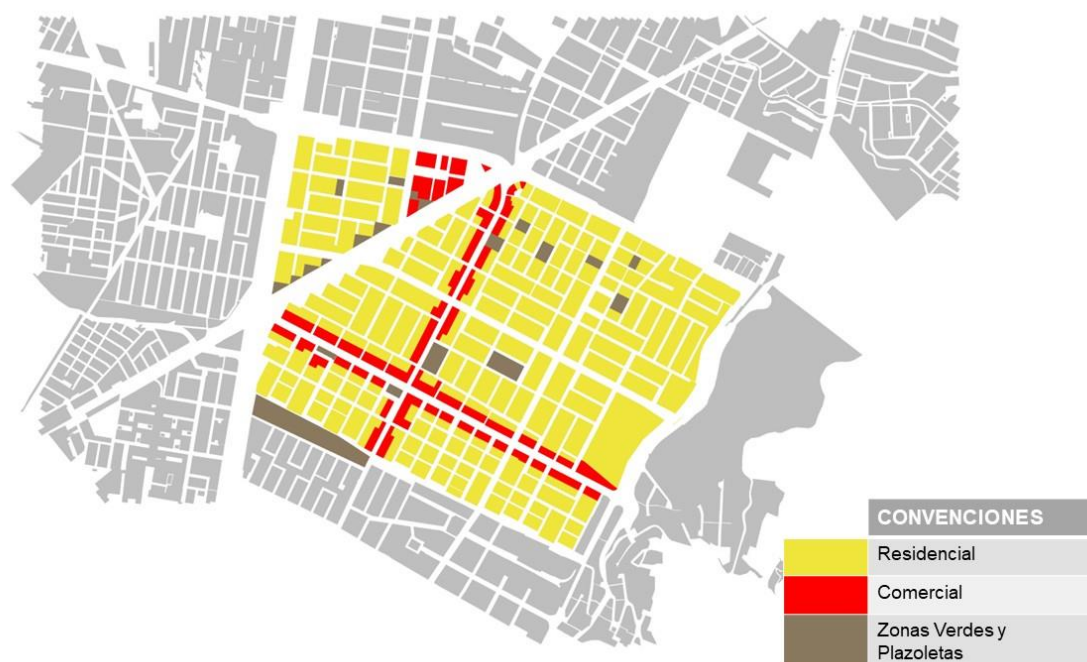 CONVENCIONES
Residencial
Comercial
Zonas Verdes y
Plazoletas